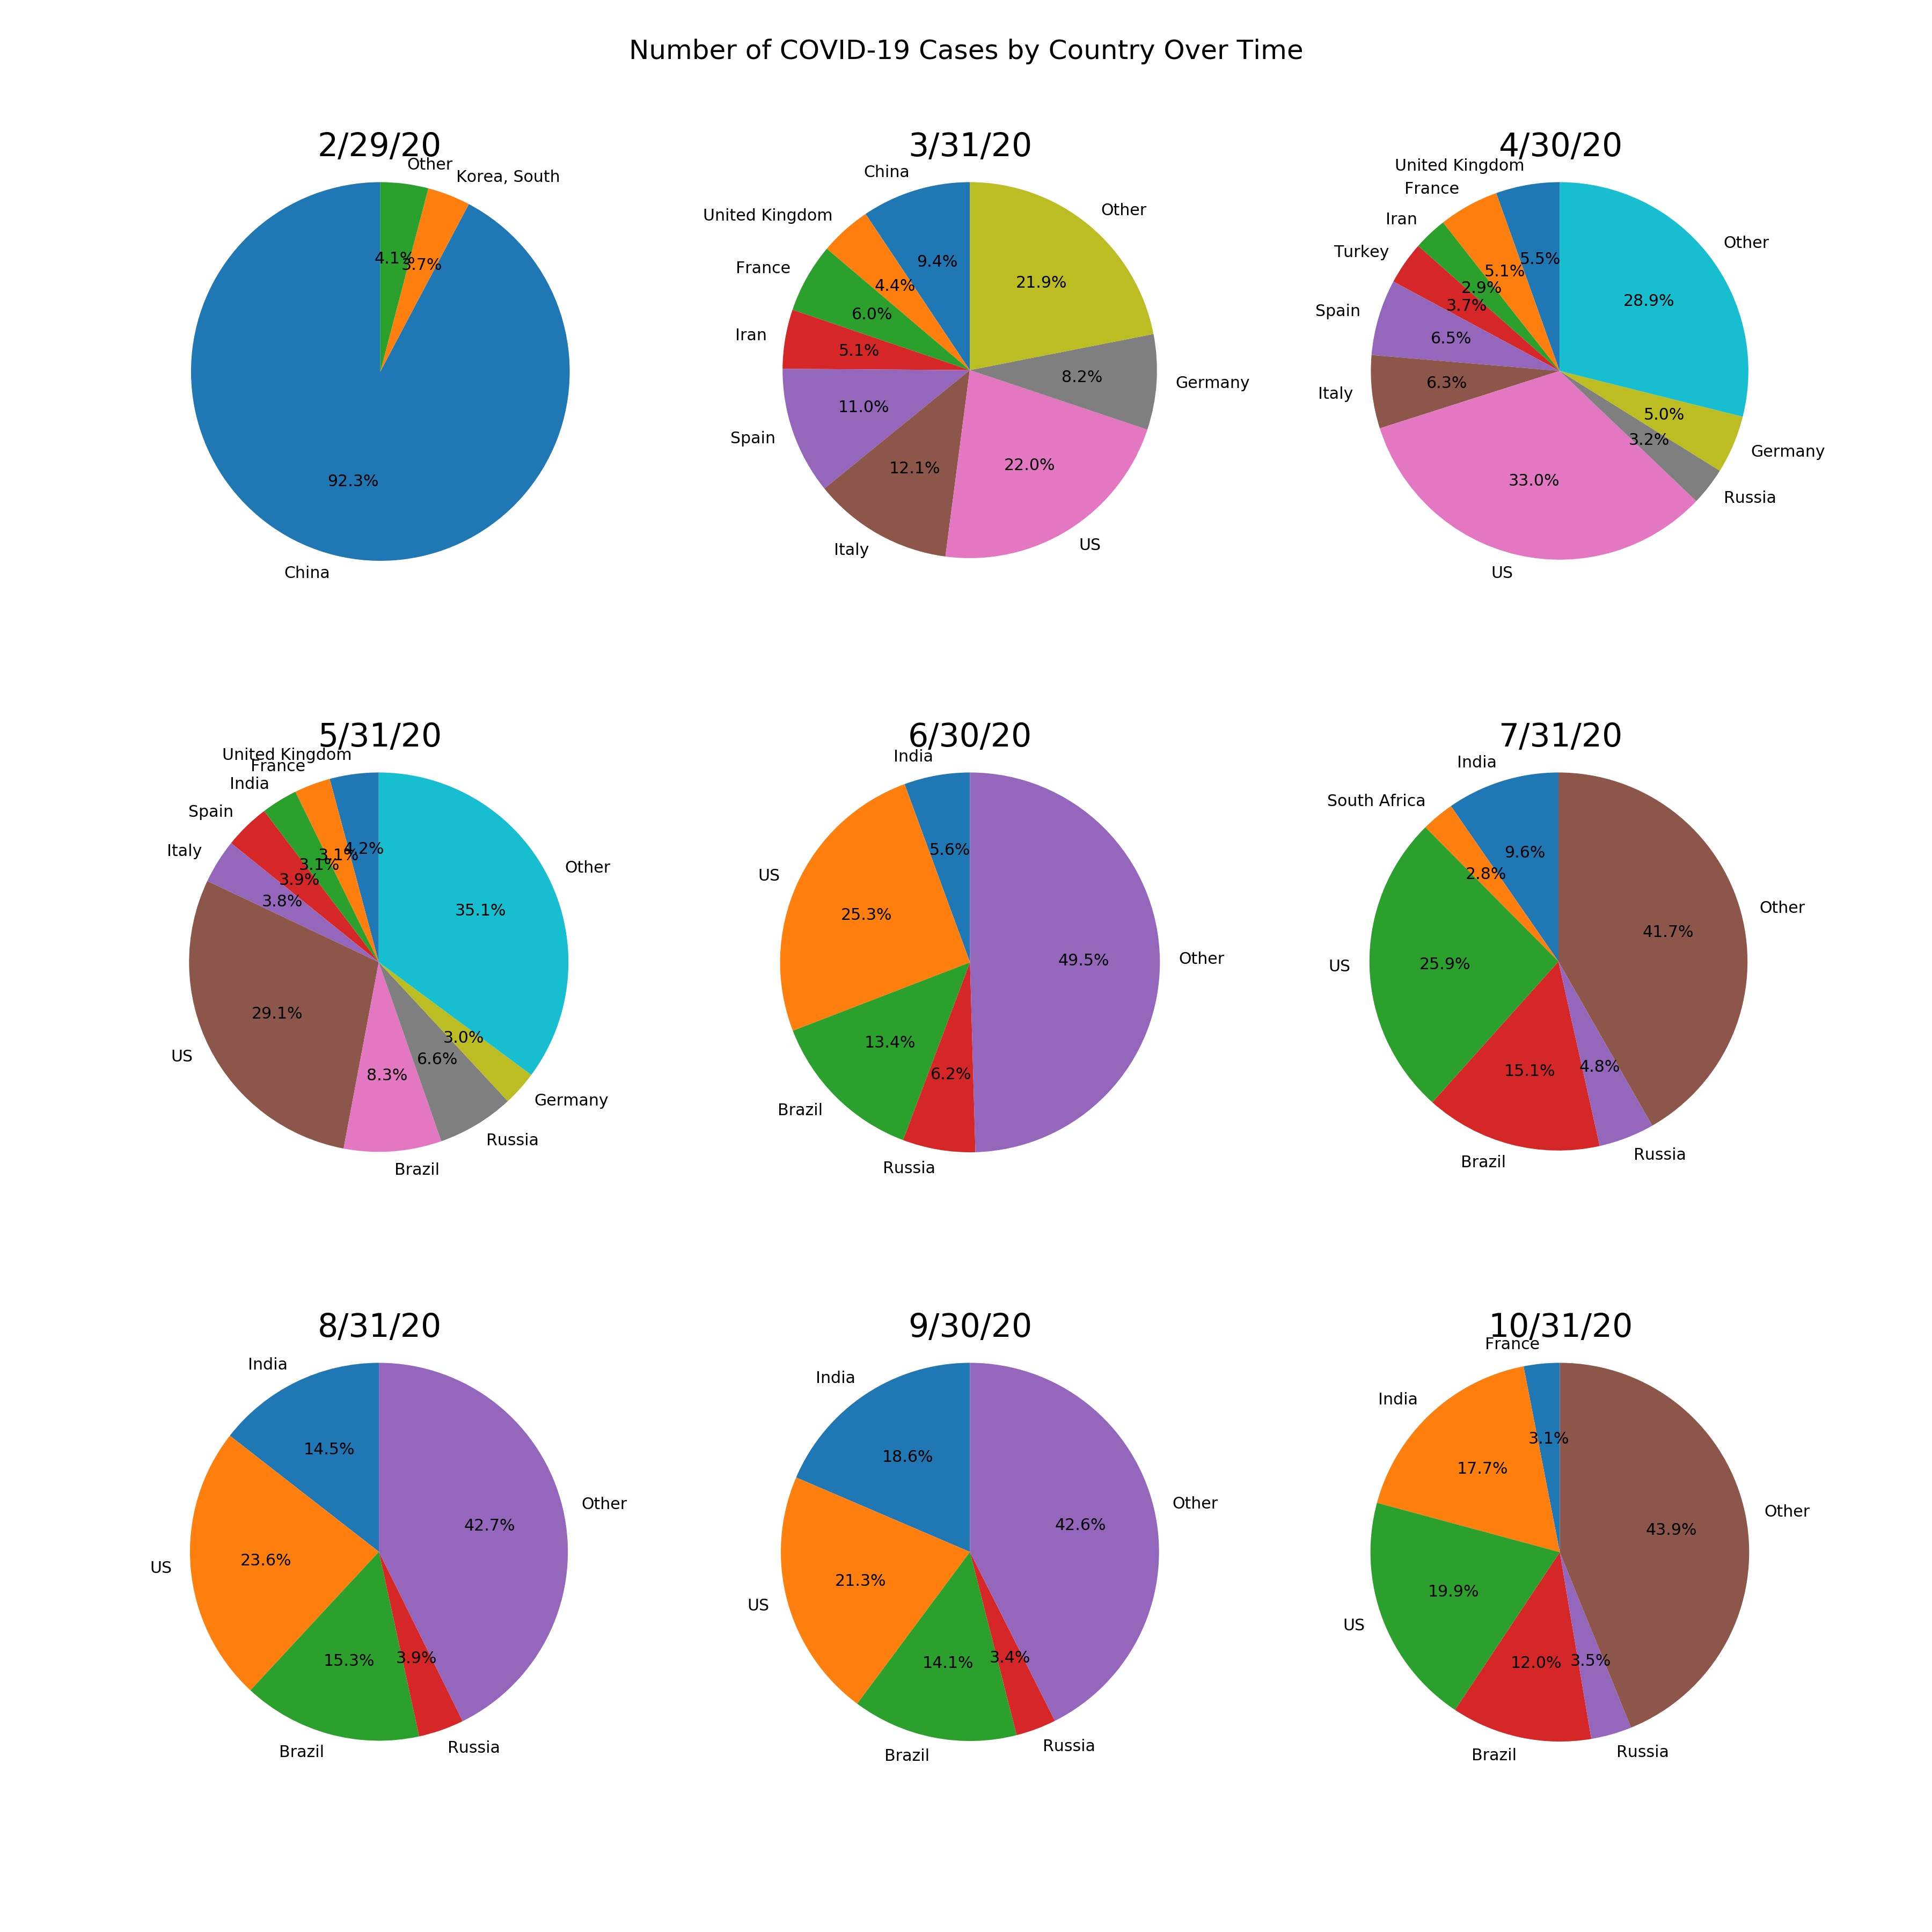 Number of COVID-19 Cases by Country Over Time
2/29/20
Other
Korea, South
4.1%
3.7%
92.3%
China
3/31/20
China
United Kingdom
Other
France
9.4%
21.9%
4.4%
6.0%
Iran
5.1%
8.2%
Germany
11.0%
Spain
12.1%
22.0%
Italy
US
4/30/20
United Kingdom
France
Iran
Other
Turkey
5.5%
5.1%
2.9%
28.9%
3.7%
Spain
6.5%
Italy
6.3%
5.0%
3.2%
Germany
33.0%
Russia
US
5/31/20
United Kingdom
France
India
Spain
Italy
4.2%
3.1%
3.1%
Other
3.9%
3.8%
35.1%
29.1%
3.0%
US
6.6%
8.3%
Germany
Russia
Brazil
6/30/20
India
5.6%
US
25.3%
49.5%
Other
13.4%
6.2%
Brazil
Russia
7/31/20
India
South Africa
9.6%
2.8%
Other
41.7%
US
25.9%
15.1%
4.8%
Brazil
Russia
8/31/20
India
14.5%
Other
42.7%
US
23.6%
15.3%
3.9%
Brazil
Russia
9/30/20
India
18.6%
Other
42.6%
21.3%
US
14.1%
3.4%
Brazil
Russia
10/31/20
France
India
3.1%
17.7%
Other
43.9%
19.9%
US
12.0%
3.5%
Brazil
Russia